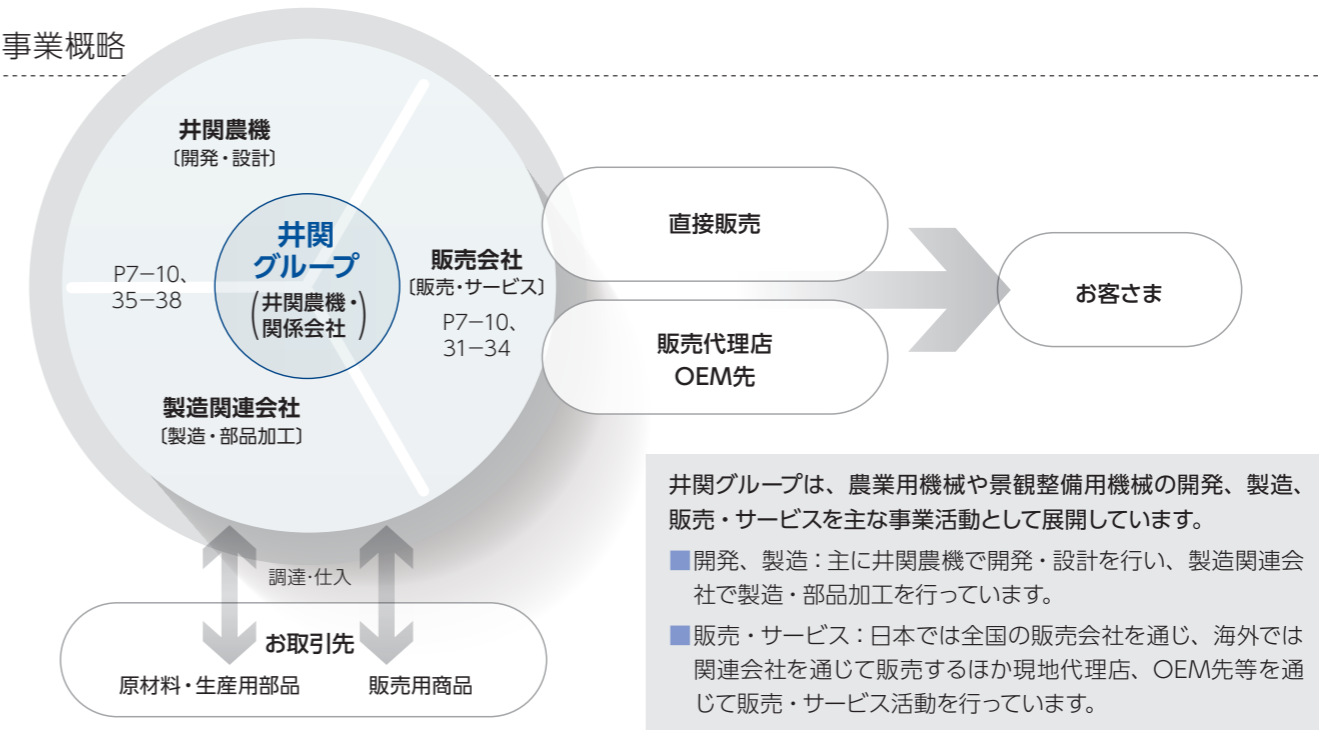 事業概略
井関農機
〔開発・設計〕
井関
グループ
(井関農機・
関係会社)
P7−10、
35−38
販売会社
〔販売・サービス〕
P7−10、
31−34
製造関連会社
〔製造・部品加工〕
直接販売
販売代理店
OEM先
お客さま
調達・仕入
お取引先
原材料・生産用部品
販売用商品
井関グループは、農業用機械や景観整備用機械の開発、製造、
販売・サービスを主な事業活動として展開しています。
■開発、製造：主に井関農機で開発・設計を行い、製造関連会
社で製造・部品加工を行っています。
■販売・サービス：日本では全国の販売会社を通じ、海外では
関連会社を通じて販売するほか現地代理店、OEM先等を通
じて販売・サービス活動を行っています。